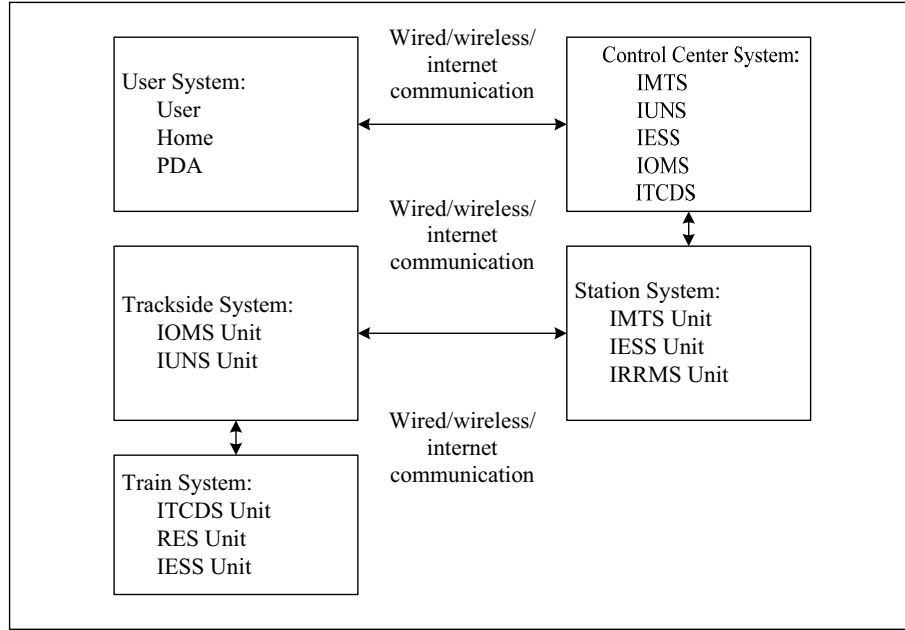 User System:
User
Home
PDA
Wired/wireless/
internet
communication
Control Center System:
IMTS
IUNS
IESS
IOMS
ITCDS
Wired/wireless/
internet
communication
Trackside System:
IOMS Unit
IUNS Unit
Station System:
IMTS Unit
IESS Unit
IRRMS Unit
Wired/wireless/
internet
communication
Train System:
ITCDS Unit
RES Unit
IESS Unit